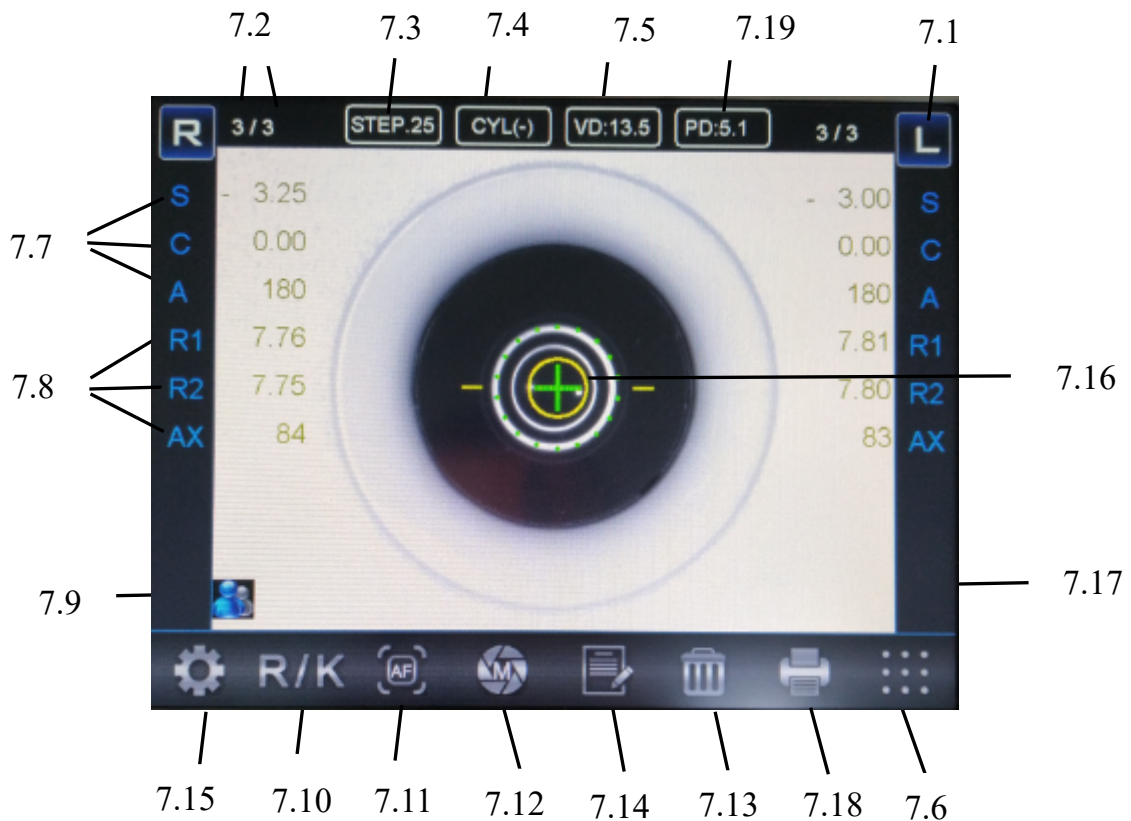 7.2 7.3 7.4 7.5 7.19 7.1
R 3 / 3 STEP.25 CYL(-) VD:13.5 PD:5.1 3 / 3 L
S - 3.25 - 3.00 S
7.7 C 0.00 0.00 C
A 180 180 A
R1 7.76 7.81 R1
7.8 R2 7.75 7.80 R2 7.16
AX 84 83 AX
7.9 7.17
R/K AF M
7.15 7.10 7.11 7.12 7.14 7.13 7.18 7.6